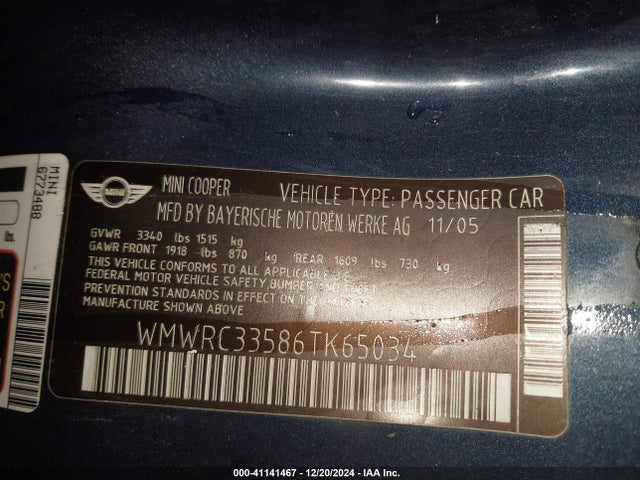 MINI
6773488
lbs.
MINI
MINI COOPER VEHICLE TYPE: PASSENGER CAR
MFD BY BAYERISCHE MOTOREN WERKE AG 11/05
GVWR 3340 lbs 1515 kg
GAWR FRONT 1918 lbs 870 kg REAR 1609 lbs 730 kg
THIS VEHICLE CONFORMS TO ALL APPLICABLE U.S.
FEDERAL MOTOR VEHICLE SAFETY, BUMPER AND THEFT
PREVENTION STANDARDS IN EFFECT ON THE DATE OF
MANUFACTURE SHOWN ABOVE
WMWRC33586TK65034
000-41141467 - 12/20/2024 - IAA Inc.